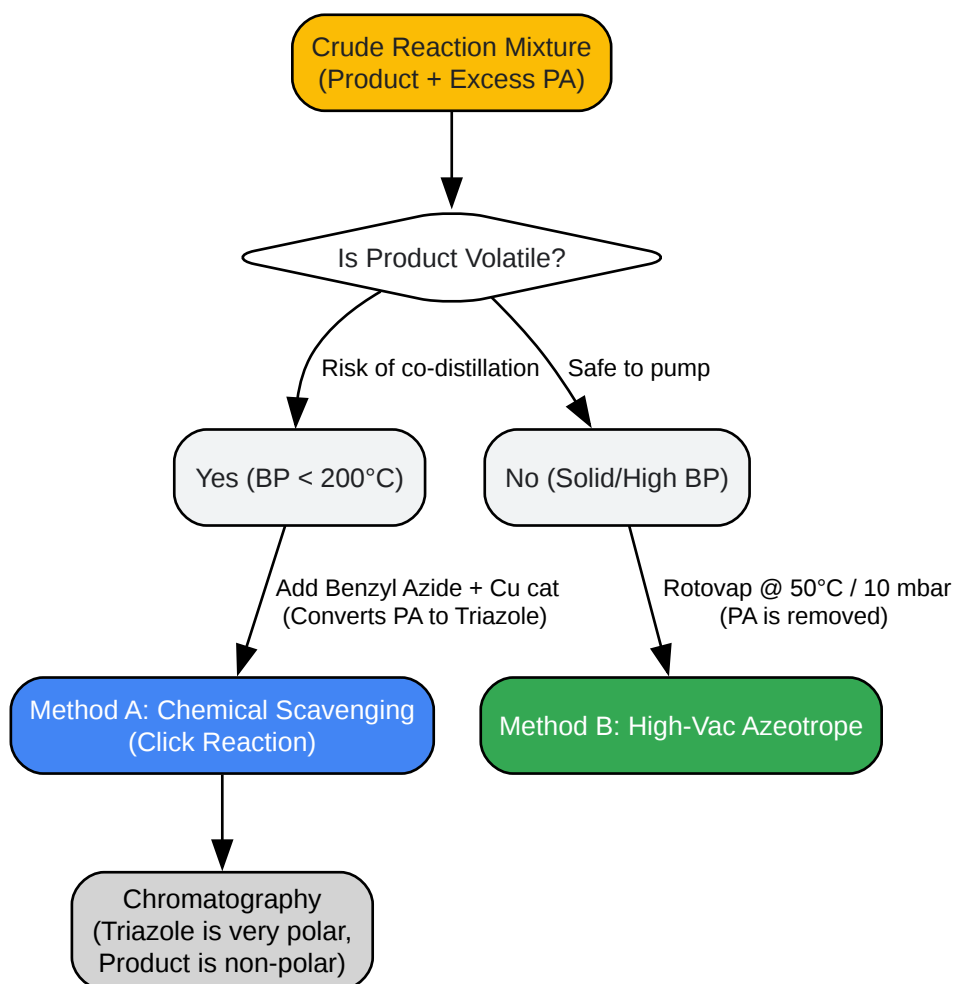 Crude Reaction Mixture
(Product + Excess PA)
Is Product Volatile?
Risk of co-distillation
Safe to pump
Yes (BP < 200°C)
No (Solid/High BP)
Add Benzyl Azide + Cu cat
(Converts PA to Triazole)
Rotovap @ 50°C / 10 mbar
(PA is removed)
Method A: Chemical Scavenging
(Click Reaction)
Method B: High-Vac Azeotrope
Chromatography
(Triazole is very polar,
Product is non-polar)